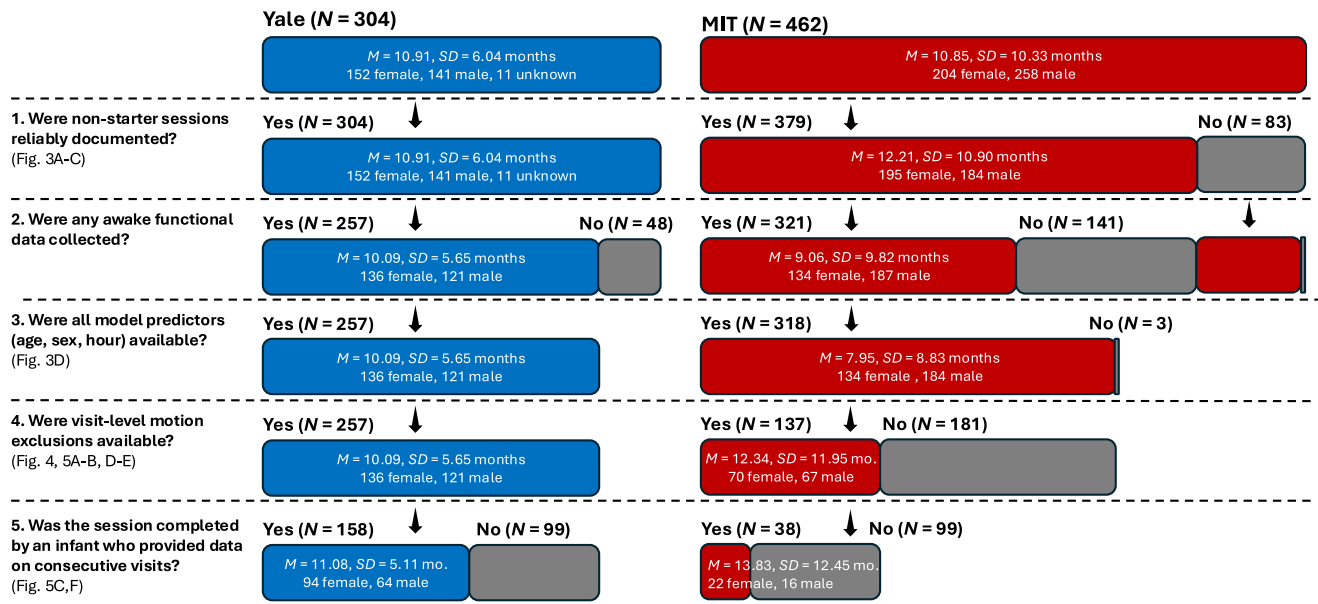 Yale (N = 304)
MIT (N = 462)
M = 10.91, SD = 6.04 months
152 female, 141 male, 11 unknown
M = 10.85, SD = 10.33 months
204 female, 258 male
1. Were non-starter sessions
reliably documented?
(Fig. 3A-C)
Yes (N = 304)
M = 10.91, SD = 6.04 months
152 female, 141 male, 11 unknown
Yes (N = 379)
No (N = 83)
M = 12.21, SD = 10.90 months
195 female, 184 male
2. Were any awake functional
data collected?
Yes (N = 257)
No (N = 48)
M = 10.09, SD = 5.65 months
136 female, 121 male
Yes (N = 321)
No (N = 141)
M = 9.06, SD = 9.82 months
134 female, 187 male
3. Were all model predictors
(age, sex, hour) available?
(Fig. 3D)
Yes (N = 257)
M = 10.09, SD = 5.65 months
136 female, 121 male
Yes (N = 318)
No (N = 3)
M = 7.95, SD = 8.83 months
134 female , 184 male
4. Were visit-level motion
exclusions available?
(Fig. 4, 5A-B, D-E)
Yes (N = 257)
M = 10.09, SD = 5.65 months
136 female, 121 male
Yes (N = 137)
No (N = 181)
M = 12.34, SD = 11.95 mo.
70 female, 67 male
5. Was the session completed
by an infant who provided data
on consecutive visits?
(Fig. 5C,F)
Yes (N = 158)
No (N = 99)
M = 11.08, SD = 5.11 mo.
94 female, 64 male
Yes (N = 38)
No (N = 99)
M = 13.83, SD = 12.45 mo.
22 female, 16 male